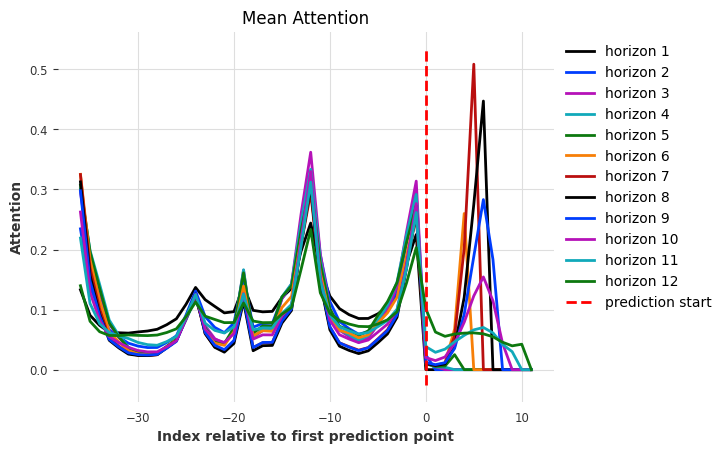 Mean Attention
0.5
0.4
0.3
0.2
0.1
0.0
Attention
−30
−20
−10
0
10
Index relative to first prediction point
horizon 1
horizon 2
horizon 3
horizon 4
horizon 5
horizon 6
horizon 7
horizon 8
horizon 9
horizon 10
horizon 11
horizon 12
prediction start